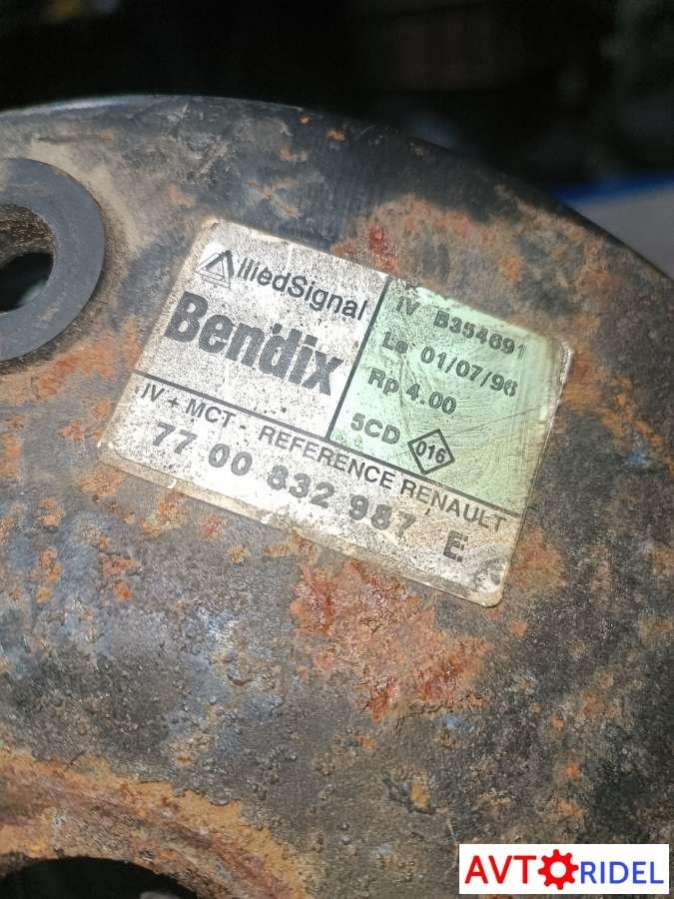 AlliedSignal
Bendix
IV B354691
Le 01/07/96
Rp 4.00
5CD 016
IV + MCT - REFERENCE RENAULT
77 00 832 987 E
AVTORIDEL